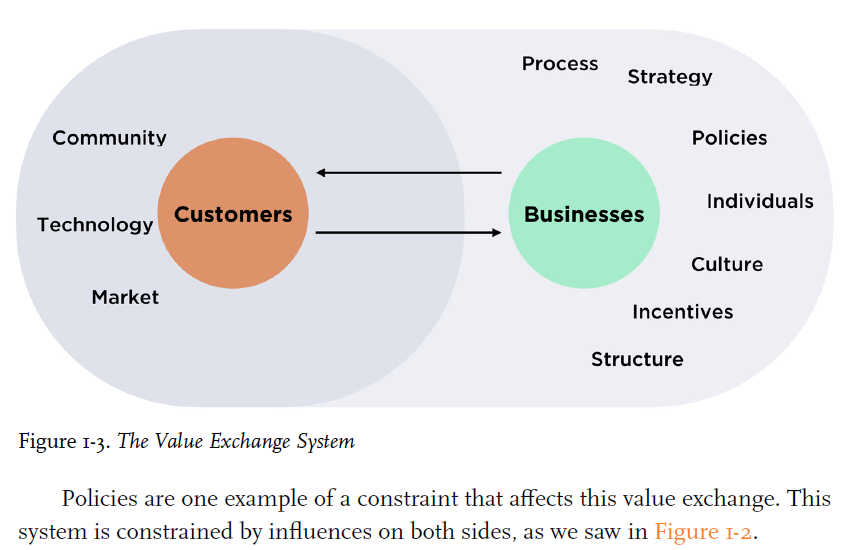 Process
Strategy
Community
Policies
Individuals
Customers
Businesses
Technology
Culture
Market
Incentives
Structure
Figure 1-3. The Value Exchange System
Policies are one example of a constraint that affects this value exchange. This
system is constrained by influences on both sides, as we saw in Figure 1-2.